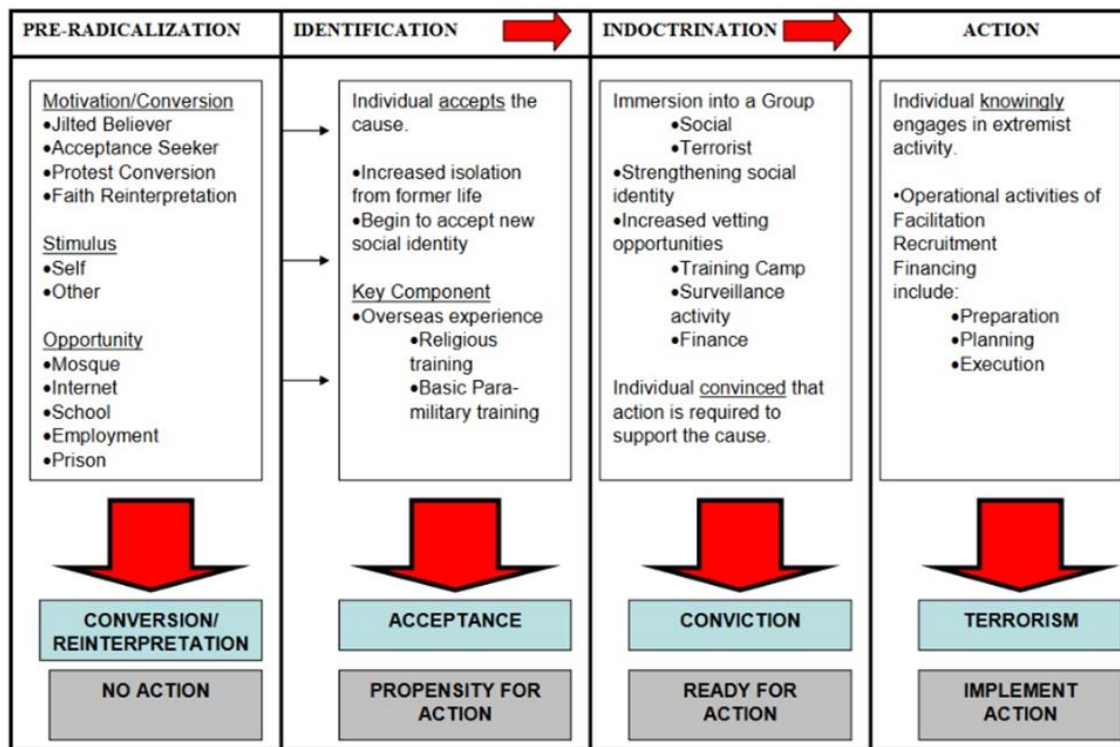 PRE-RADICALIZATION
IDENTIFICATION
INDOCTRINATION
ACTION
Motivation/Conversion
•Jilted Believer
•Acceptance Seeker
•Protest Conversion
•Faith Reinterpretation
Stimulus
•Self
•Other
Opportunity
•Mosque
•Internet
•School
•Employment
•Prison
Individual accepts the
cause.
•Increased isolation
from former life
•Begin to accept new
social identity
Key Component
•Overseas experience
•Religious
training
•Basic Para-
military training
Immersion into a Group
•Social
•Terrorist
•Strengthening social
identity
•Increased vetting
opportunities
•Training Camp
•Surveillance
activity
•Finance
Individual convinced that
action is required to
support the cause.
Individual knowingly
engages in extremist
activity.
•Operational activities of
Facilitation
Recruitment
Financing
include:
•Preparation
•Planning
•Execution
CONVERSION/
REINTERPRETATION
ACCEPTANCE
CONVICTION
TERRORISM
NO ACTION
PROPENSITY FOR
ACTION
READY FOR
ACTION
IMPLEMENT
ACTION